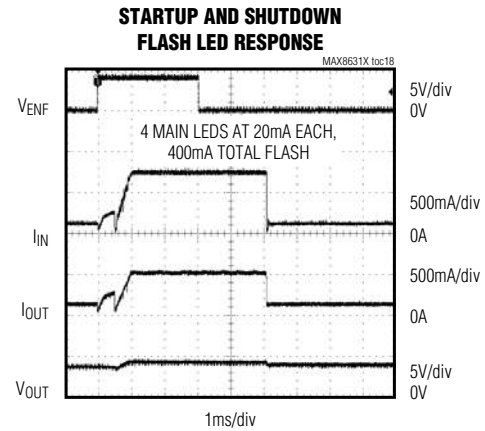 STARTUP AND SHUTDOWN
FLASH LED RESPONSE
MAX8631X toc18
VENF
5V/div
0V
4 MAIN LEDS AT 20mA EACH,
400mA TOTAL FLASH
500mA/div
IIN
0A
500mA/div
IOUT
0A
5V/div
VOUT
0V
1ms/div